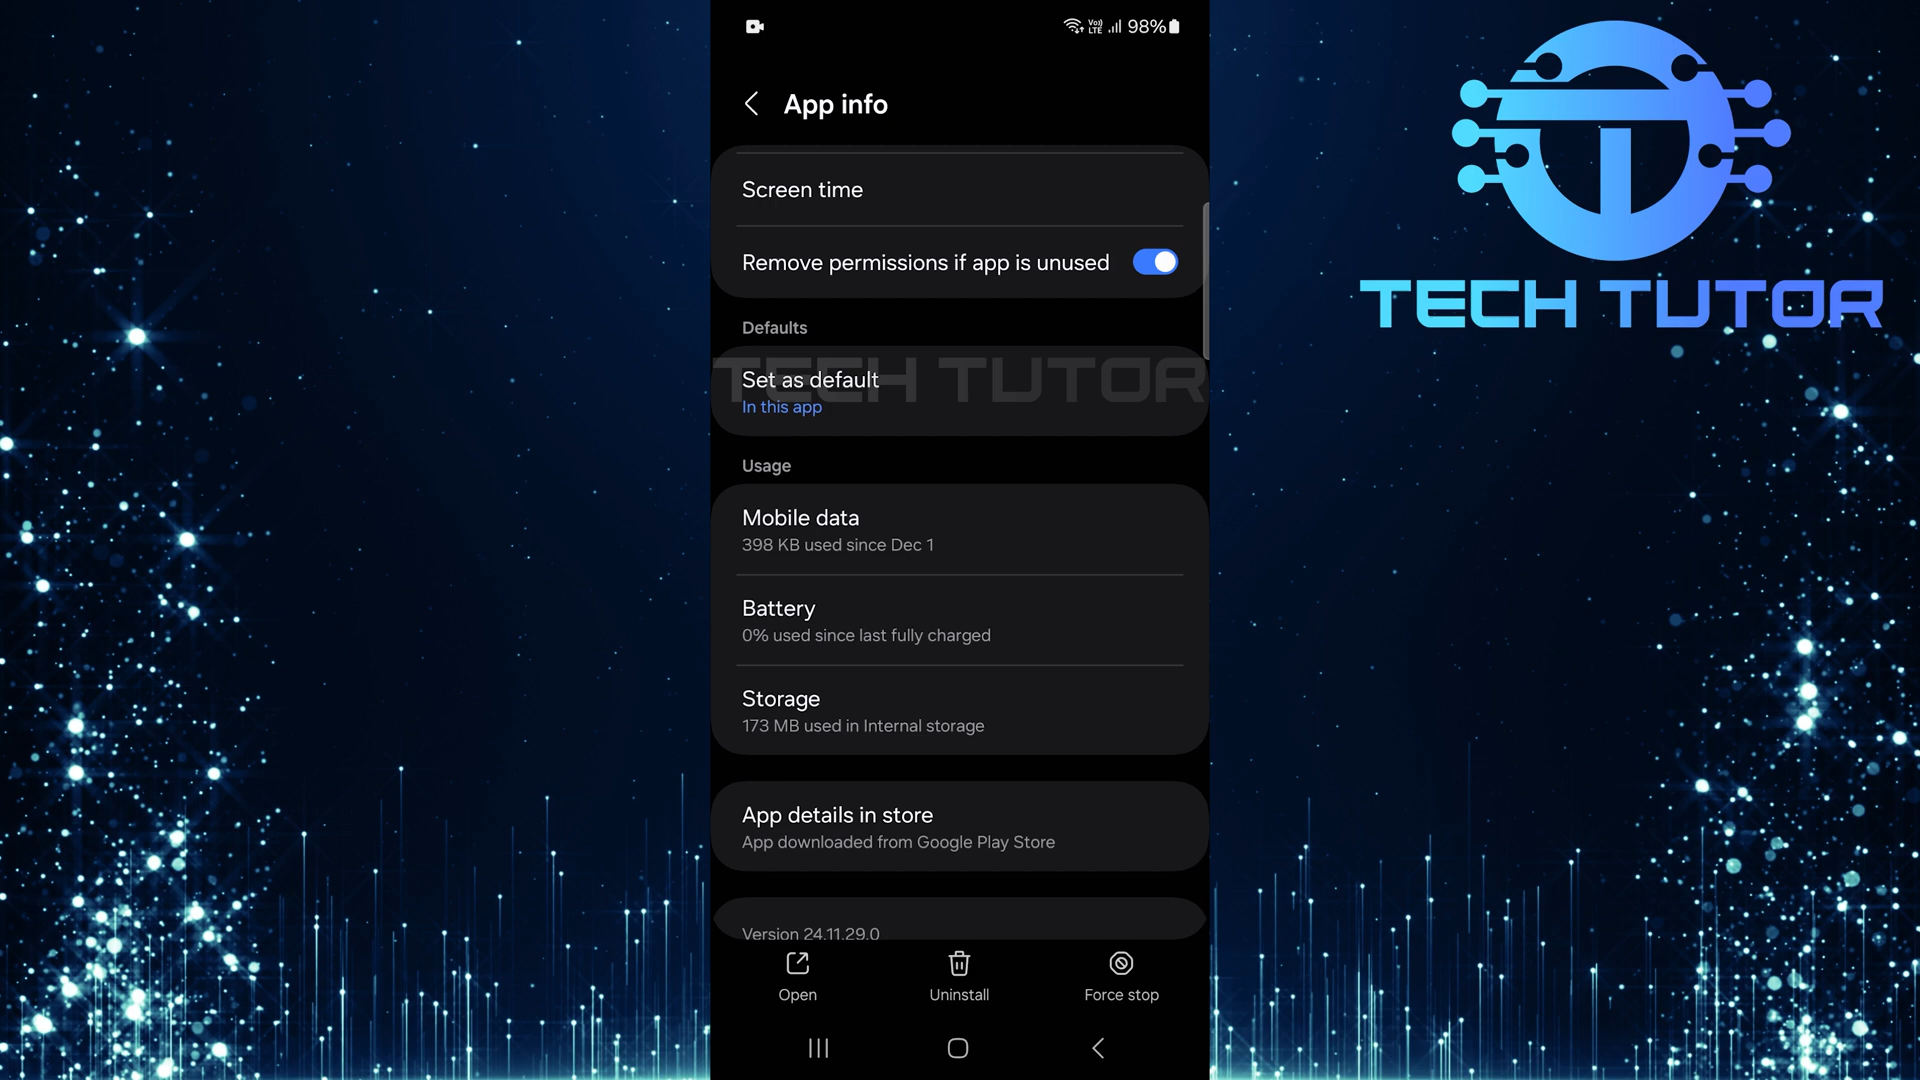 Vo)) LTE 98%
App info
Screen time
Remove permissions if app is unused
Defaults
TECH TUTOR
Set as default
In this app
Usage
Mobile data
398 KB used since Dec 1
Battery
0% used since last fully charged
Storage
173 MB used in Internal storage
App details in store
App downloaded from Google Play Store
Version 24.11.29.0
Open Uninstall Force stop
TECH TUTOR